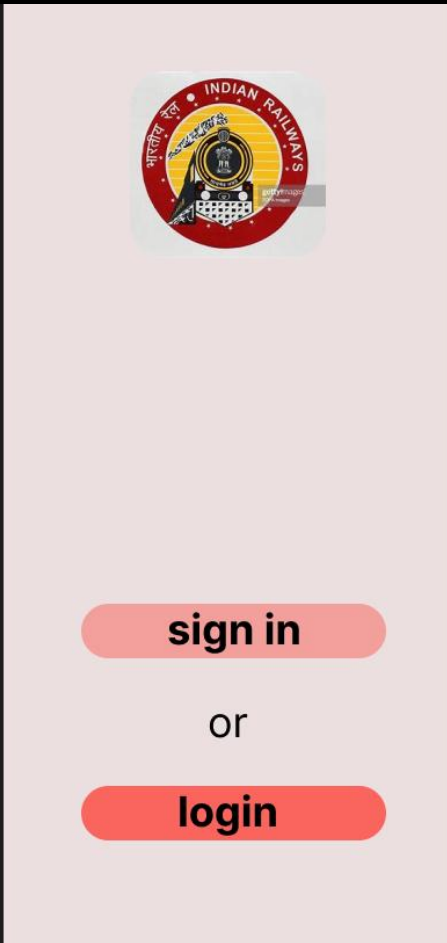 भारतीय रेल • INDIAN RAILWAYS
gettyimages
sign in
or
login